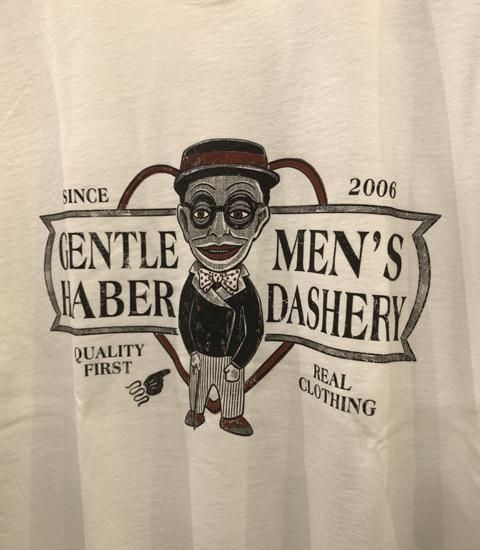 SINCE 2006
GENTLE MEN'S
HABER DASHERY
QUALITY
FIRST
REAL
CLOTHING